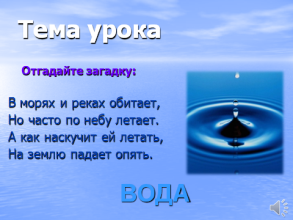 Тема урока
Отгадайте загадку:
В морях и реках обитает,
Но часто по небу летает.
А как наскучит ей летать,
На землю падает опять.
ВОДА